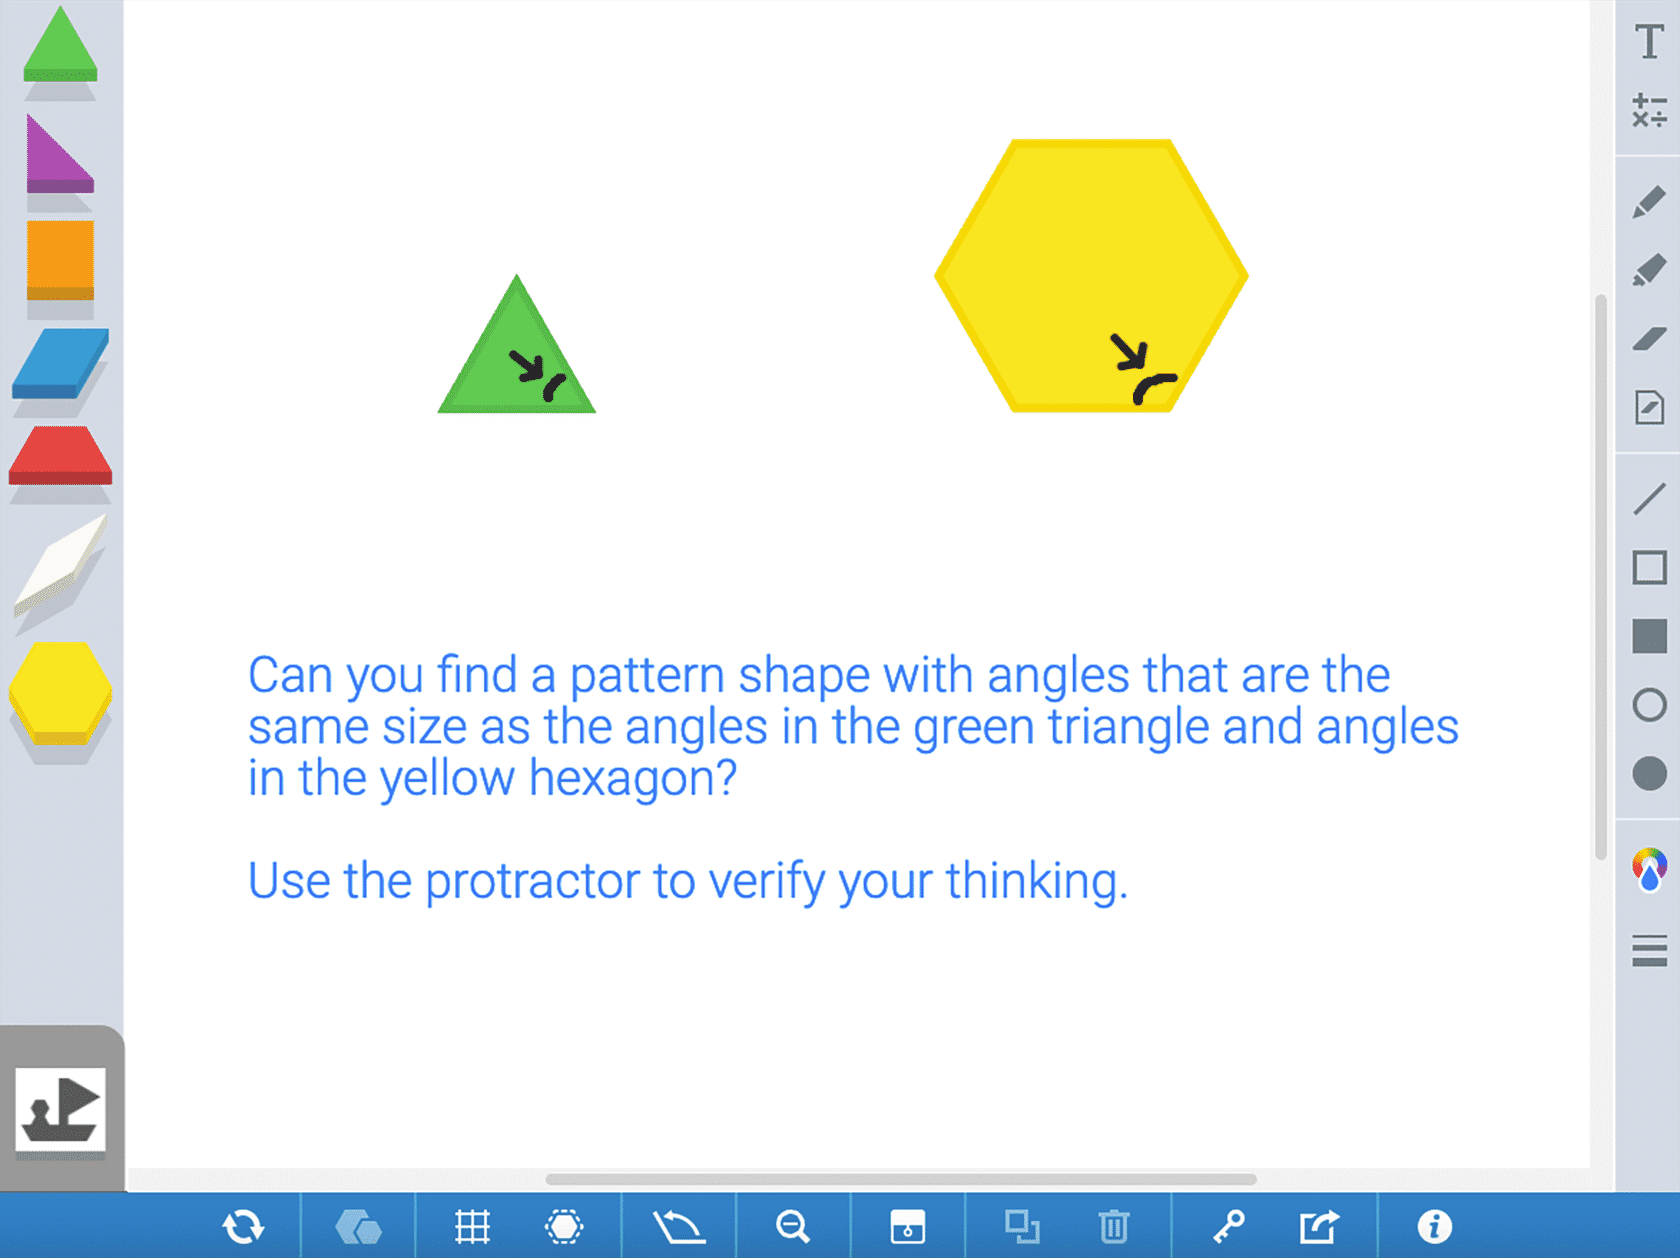 T
Can you find a pattern shape with angles that are the
same size as the angles in the green triangle and angles
in the yellow hexagon?
Use the protractor to verify your thinking.